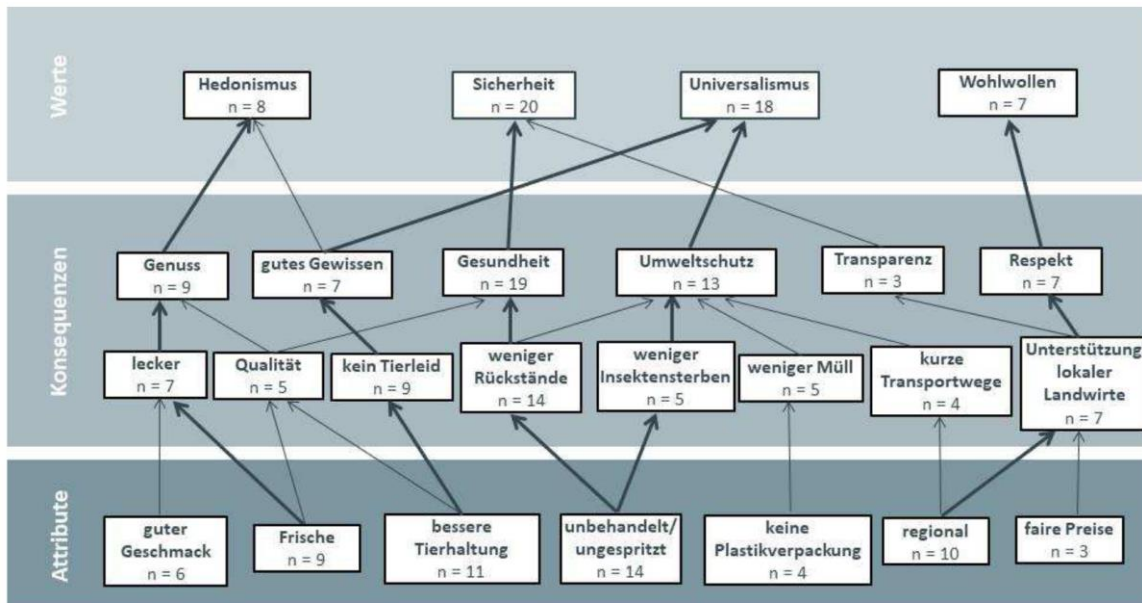 Werte
Hedonismus
n = 8
Sicherheit
n = 20
Universalismus
n = 18
Wohlwollen
n = 7
Konsequenzen
Genuss
n = 9
gutes Gewissen
n = 7
Gesundheit
n = 19
Umweltschutz
n = 13
Transparenz
n = 3
Respekt
n = 7
lecker
n = 7
Qualität
n = 5
kein Tierleid
n = 9
weniger
Rückstände
n = 14
weniger
Insektensterben
n = 5
weniger Müll
n = 5
kurze
Transportwege
n = 4
Unterstützung
lokaler
Landwirte
n = 7
Attribute
guter
Geschmack
n = 6
Frische
n = 9
bessere
Tierhaltung
n = 11
unbehandelt/
ungespritzt
n = 14
keine
Plastikverpackung
n = 4
regional
n = 10
faire Preise
n = 3